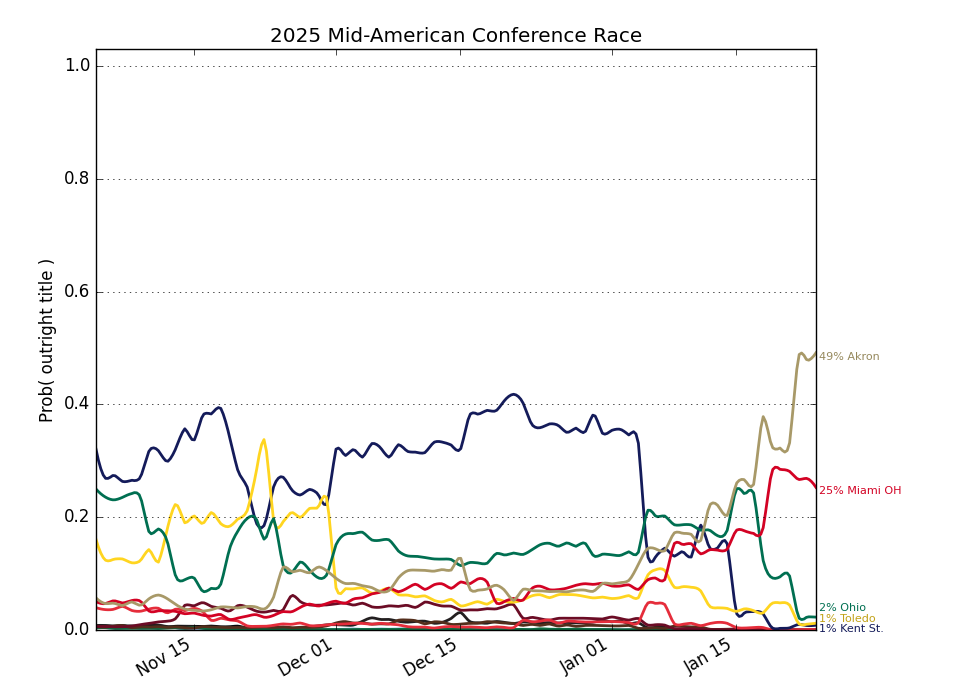 2025 Mid-American Conference Race
Prob( outright title )
1.0
0.8
0.6
0.4
0.2
0.0
Nov 15
Dec 01
Dec 15
Jan 01
Jan 15
49% Akron
25% Miami OH
2% Ohio
1% Toledo
1% Kent St.